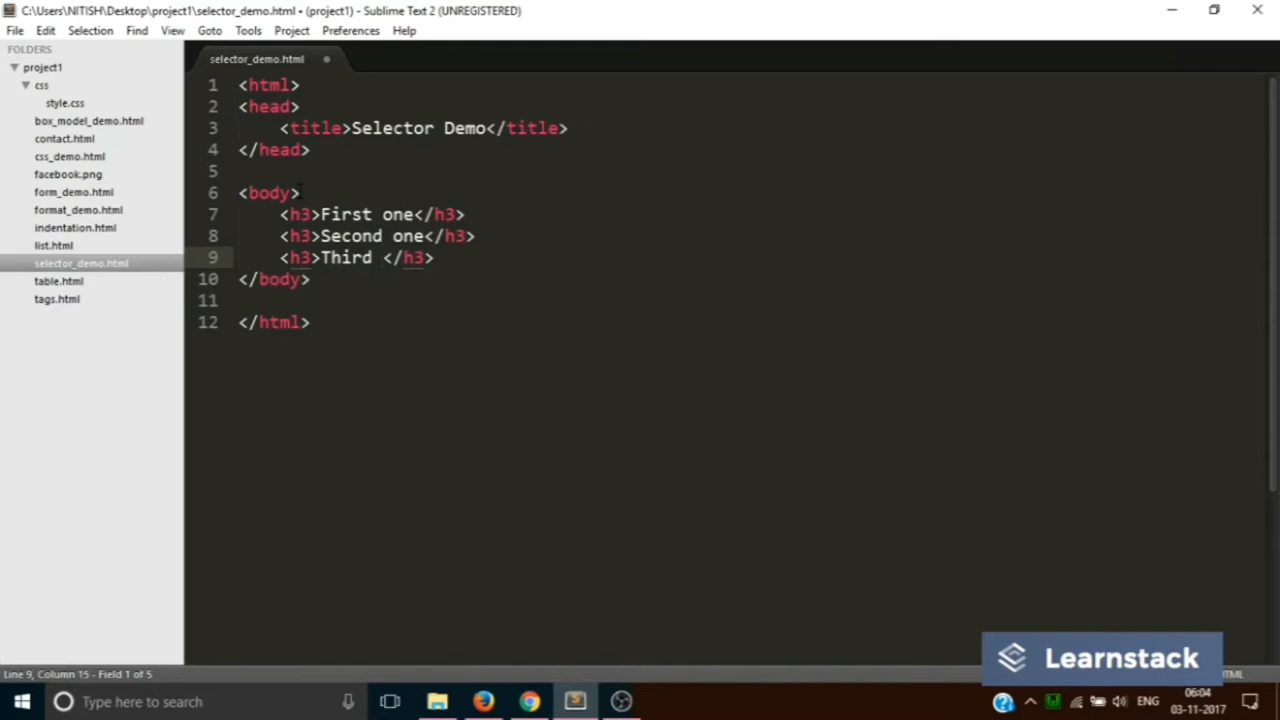 C:\Users\NITISH\Desktop\project1\selector_demo.html • (project1) - Sublime Text 2 (UNREGISTERED)
File Edit Selection Find View Goto Tools Project Preferences Help
FOLDERS
project1
css
style.css
box_model_demo.html
contact.html
css_demo.html
facebook.png
form_demo.html
format_demo.html
indentation.html
list.html
selector_demo.html
table.html
tags.html
selector_demo.html
1 <html>
2 <head>
3 <title>Selector Demo</title>
4 </head>
5
6 <body>
7 <h3>First one</h3>
8 <h3>Second one</h3>
9 <h3>Third </h3>
10 </body>
11
12 </html>
Learnstack
Line 9, Column 15 - Field 1 of 5
Type here to search
ENG
06:04
03-11-2017